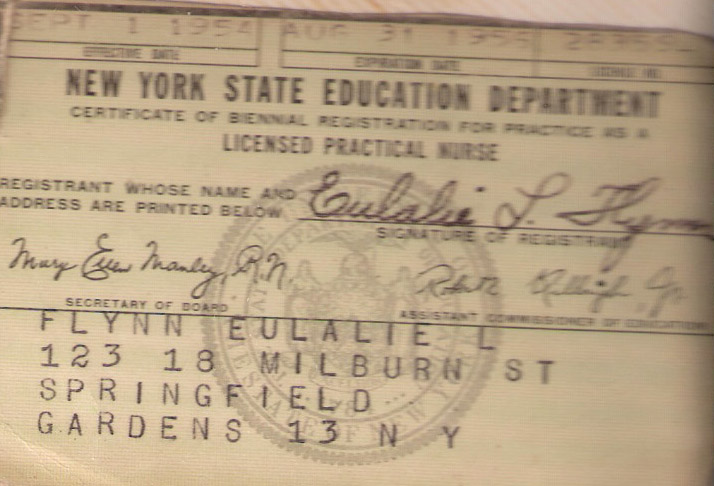 SEPT 1 1954 AUG 31 1956
EFFECTIVE DATE EXPIRATION DATE LICENSE NO.
NEW YORK STATE EDUCATION DEPARTMENT
CERTIFICATE OF BIENNIAL REGISTRATION FOR PRACTICE AS A
LICENSED PRACTICAL NURSE
REGISTRANT WHOSE NAME AND
ADDRESS ARE PRINTED BELOW Eulalie L. Flynn
SIGNATURE OF REGISTRANT
Mary Ellen Manley, R.N.
SECRETARY OF BOARD ASSISTANT COMMISSIONER OF EDUCATION
FLYNN EULALIE L
123 18 MILBURN ST
SPRINGFIELD
GARDENS 13 N Y